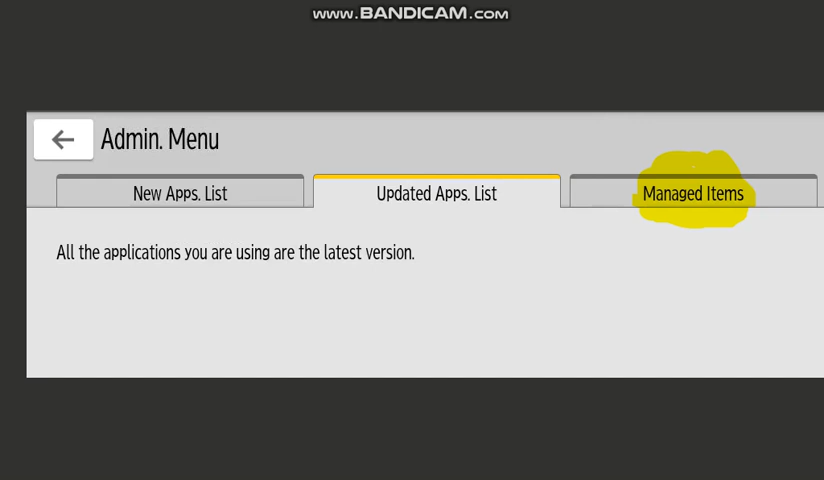 www.BANDICAM.com
Admin. Menu
New Apps. List
Updated Apps. List
Managed Items
All the applications you are using are the latest version.